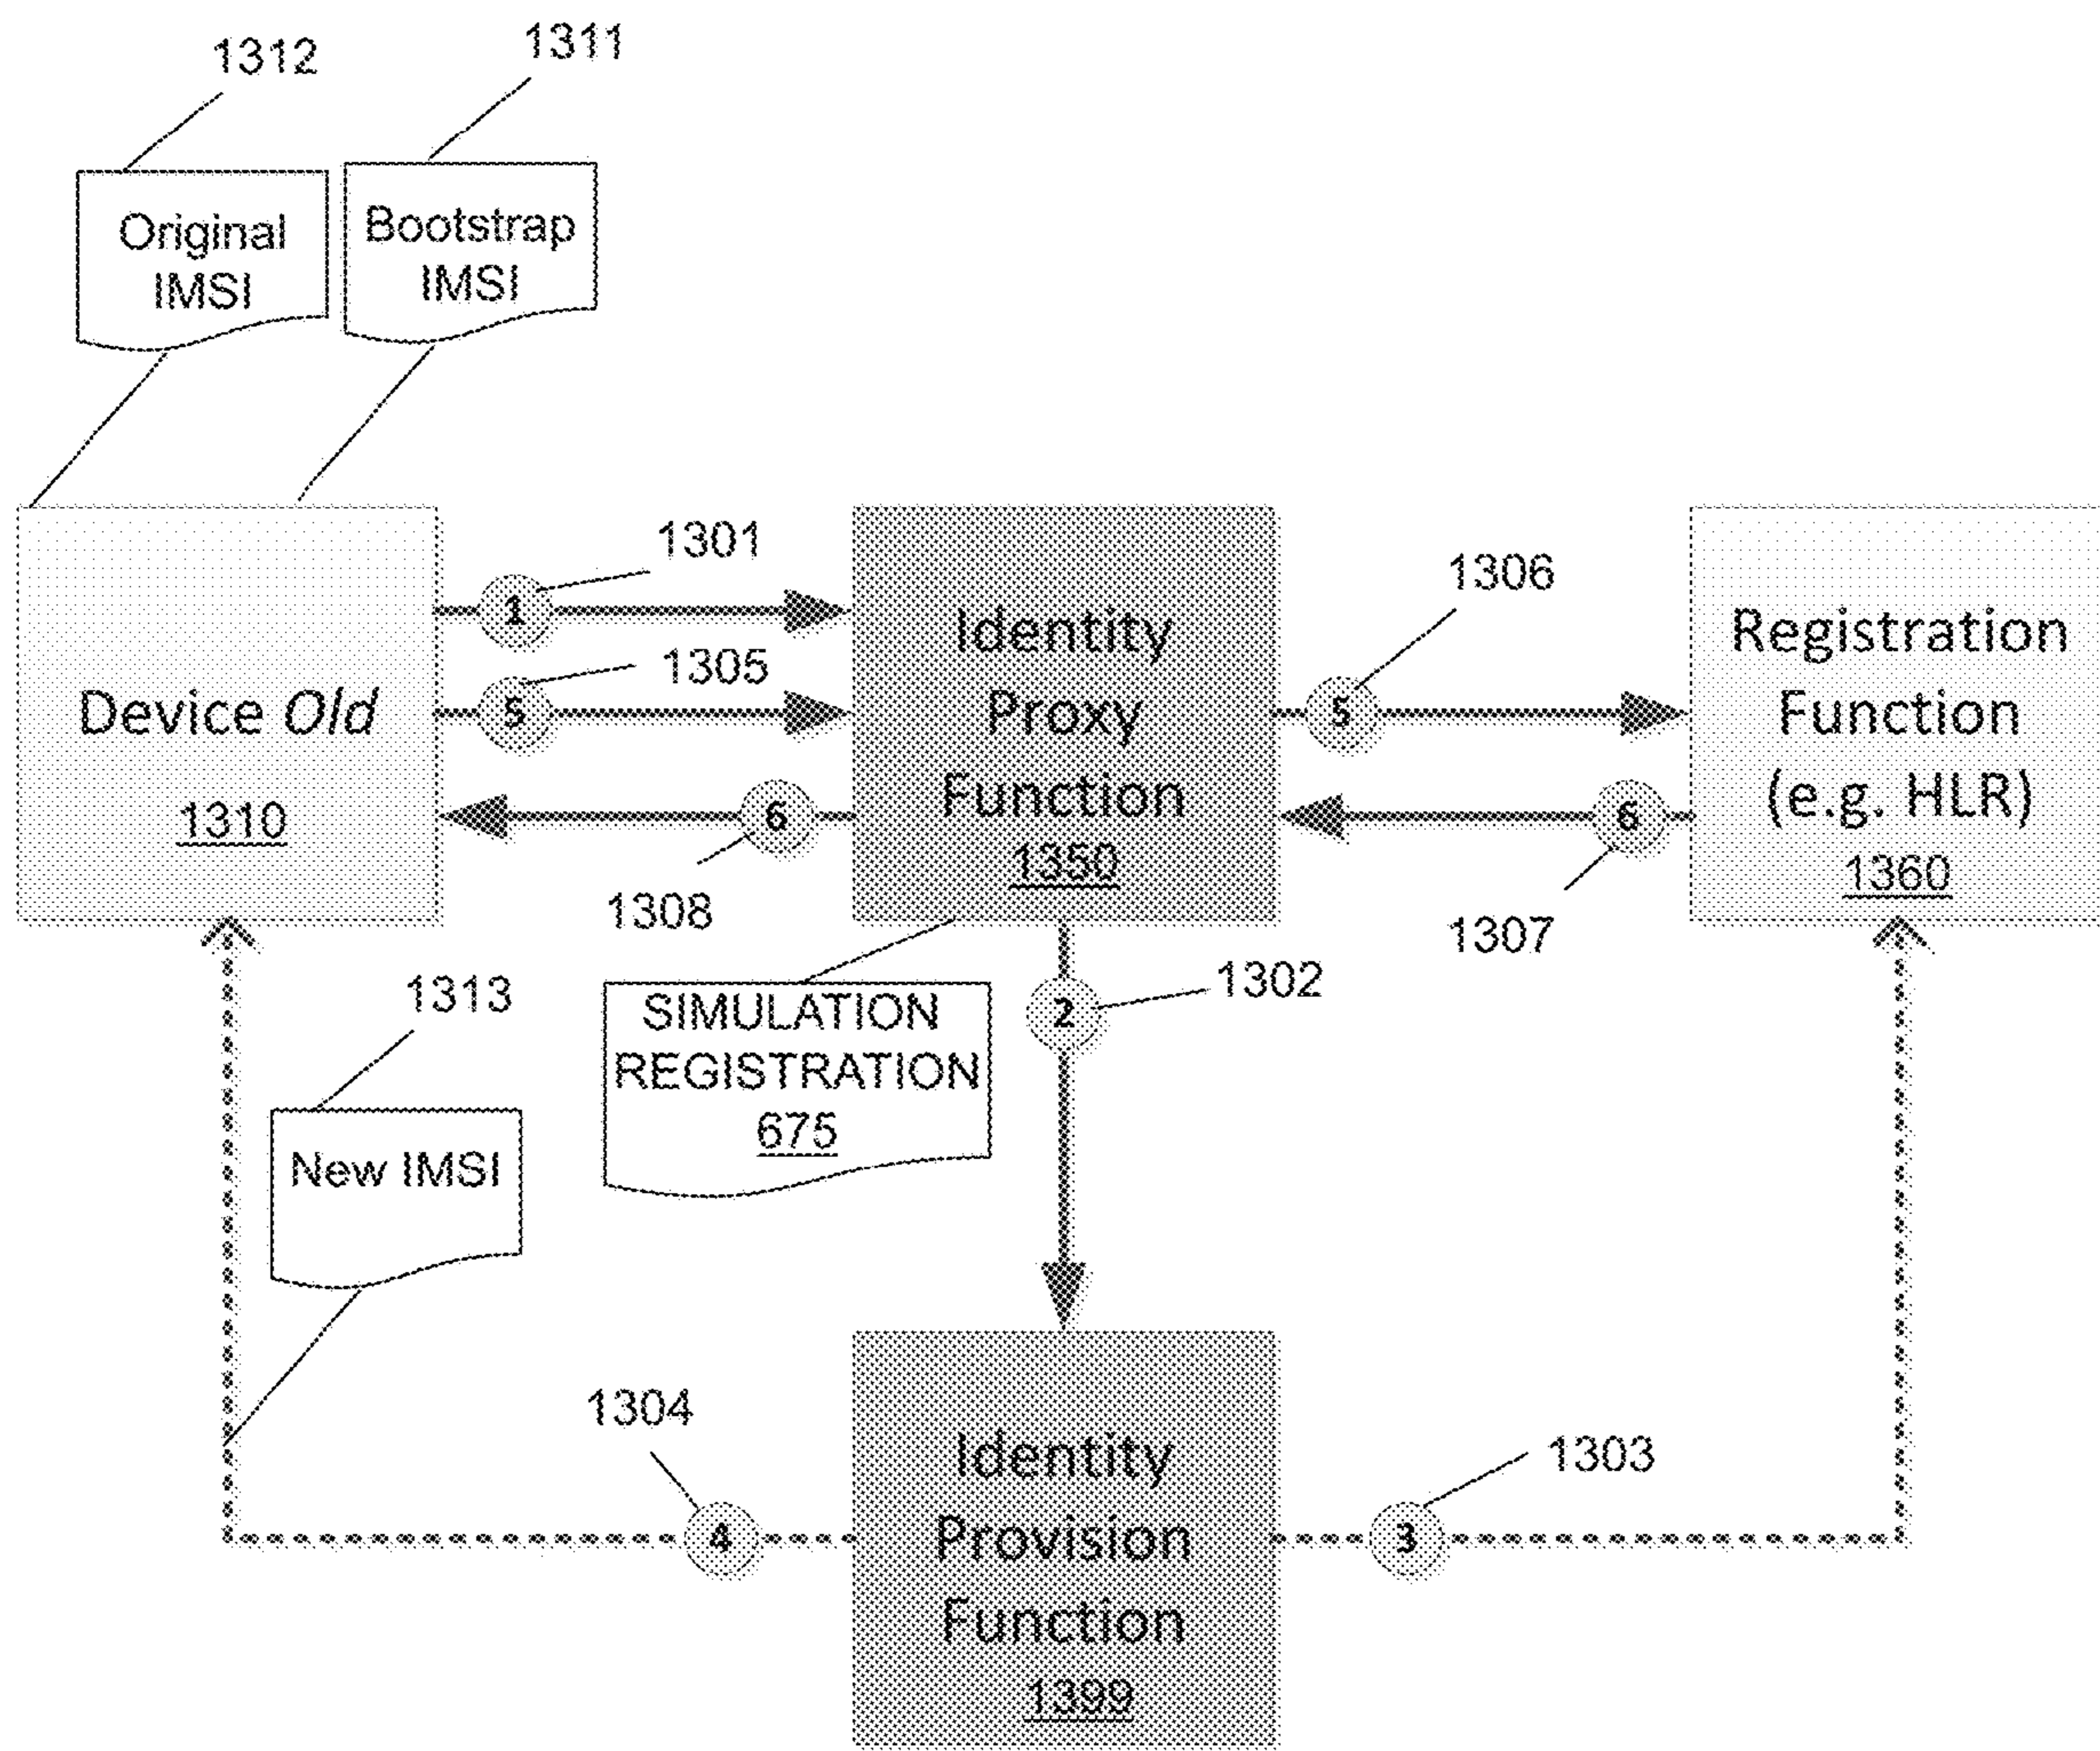 1312
1311
Original
IMSI
Bootstrap
IMSI
1301
1
1305
5
Device Old
1310
6
1308
Identity
Proxy
Function
1350
1306
5
6
1307
Registration
Function
(e.g. HLR)
1360
1313
New IMSI
SIMULATION
REGISTRATION
675
2
1302
1304
4
Identity
Provision
Function
1399
1303
3